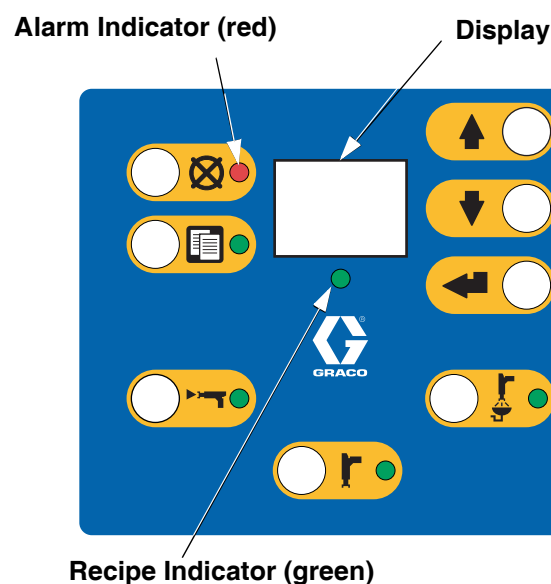 Alarm Indicator (red)
Display
®
GRACO
Recipe Indicator (green)